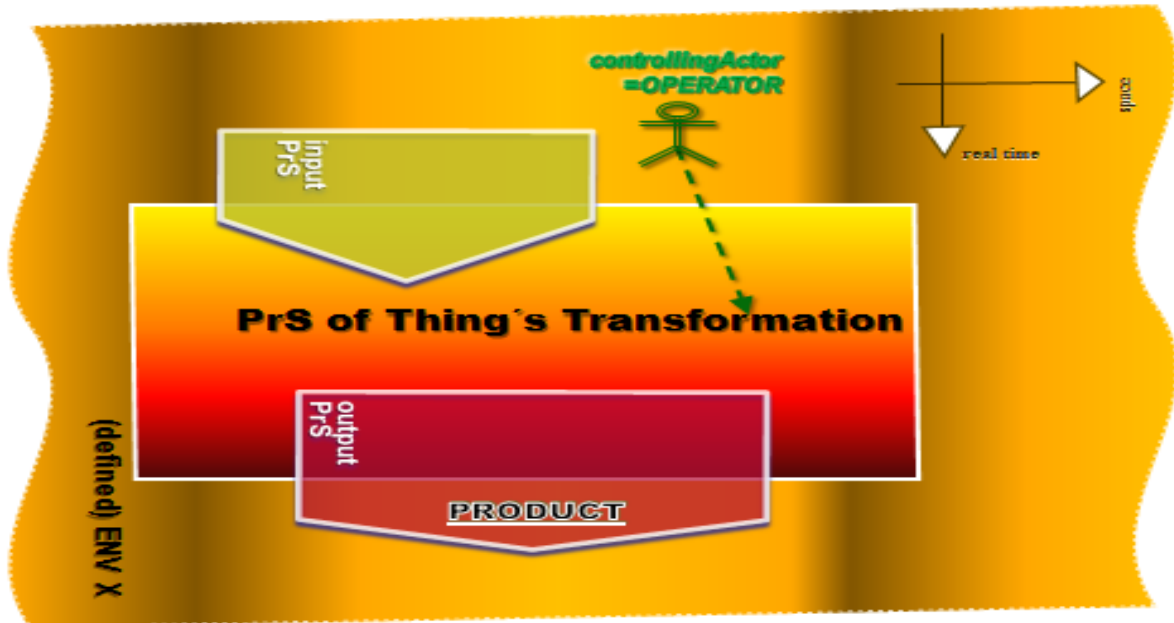 controllingActor
=OPERATOR
space
real time
input
PrS
PrS of Thing´s Transformation
output
PrS
PRODUCT
(defined) ENV X